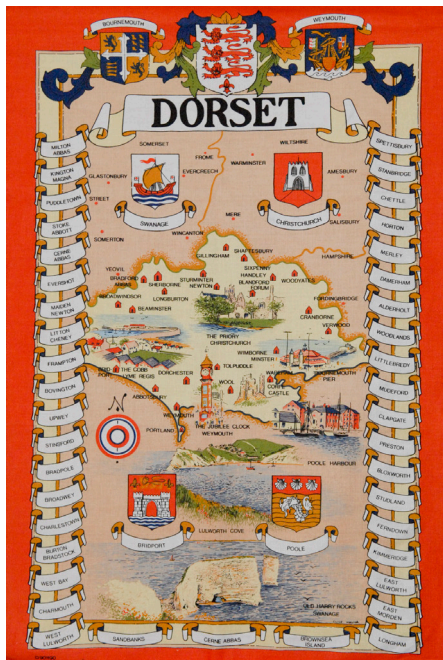 BOURNEMOUTH
WEYMOUTH
DORSET
MILTON
ABBAS
KINGTON
MAGNA
PUDDLETOWN
STOKE
ABBOTT
CERNE
ABBAS
EVERSHOT
MAIDEN
NEWTON
LITTON
CHENEY
FRAMPTON
BOVINGTON
UPWEY
STINSFORD
BRADPOLE
BROADWEY
CHARLESTOWN
BURTON
BRADSTOCK
WEST BAY
CHARMOUTH
WEST
LULWORTH
SPETTISBURY
STANBRIDGE
CHETTLE
HORTON
MERLEY
DAMERHAM
ALDERHOLT
WOODLANDS
LITTLEBREDY
MUDEFORD
CLAPGATE
PRESTON
BLOXWORTH
STUDLAND
FERNDOWN
KIMMERIDGE
EAST
LULWORTH
EAST
MORDEN
LONGHAM
SANDBANKS
CERNE ABBAS
BROWNSEA
ISLAND
SOMERSET
WILTSHIRE
FROME
WARMINSTER
GLASTONBURY
EVERCREECH
AMESBURY
STREET
SWANAGE
MERE
CHRISTCHURCH
SALISBURY
SOMERTON
WINCANTON
GILLINGHAM
SHAFTESBURY
HAMPSHIRE
YEOVIL
BRADFORD
ABBAS
SHERBORNE
STURMINSTER
NEWTON
SIXPENNY
HANDLEY
BLANDFORD
FORUM
WOODYATES
BROADWINDSOR
LONGBURTON
FORDINGBRIDGE
BEAMINSTER
CRANBORNE
VERWOOD
THE PRIORY
CHRISTCHURCH
WIMBORNE
MINSTER
THE COBB
LYME REGIS
DORCHESTER
TOLPUDDLE
BOURNEMOUTH
PIER
WOOL
WAREHAM
CORFE
CASTLE
ABBOTSBURY
N
WEYMOUTH
PORTLAND
THE JUBILEE CLOCK
WEYMOUTH
POOLE HARBOUR
LULWORTH COVE
BRIDPORT
POOLE
OLD HARRY ROCKS
SWANAGE